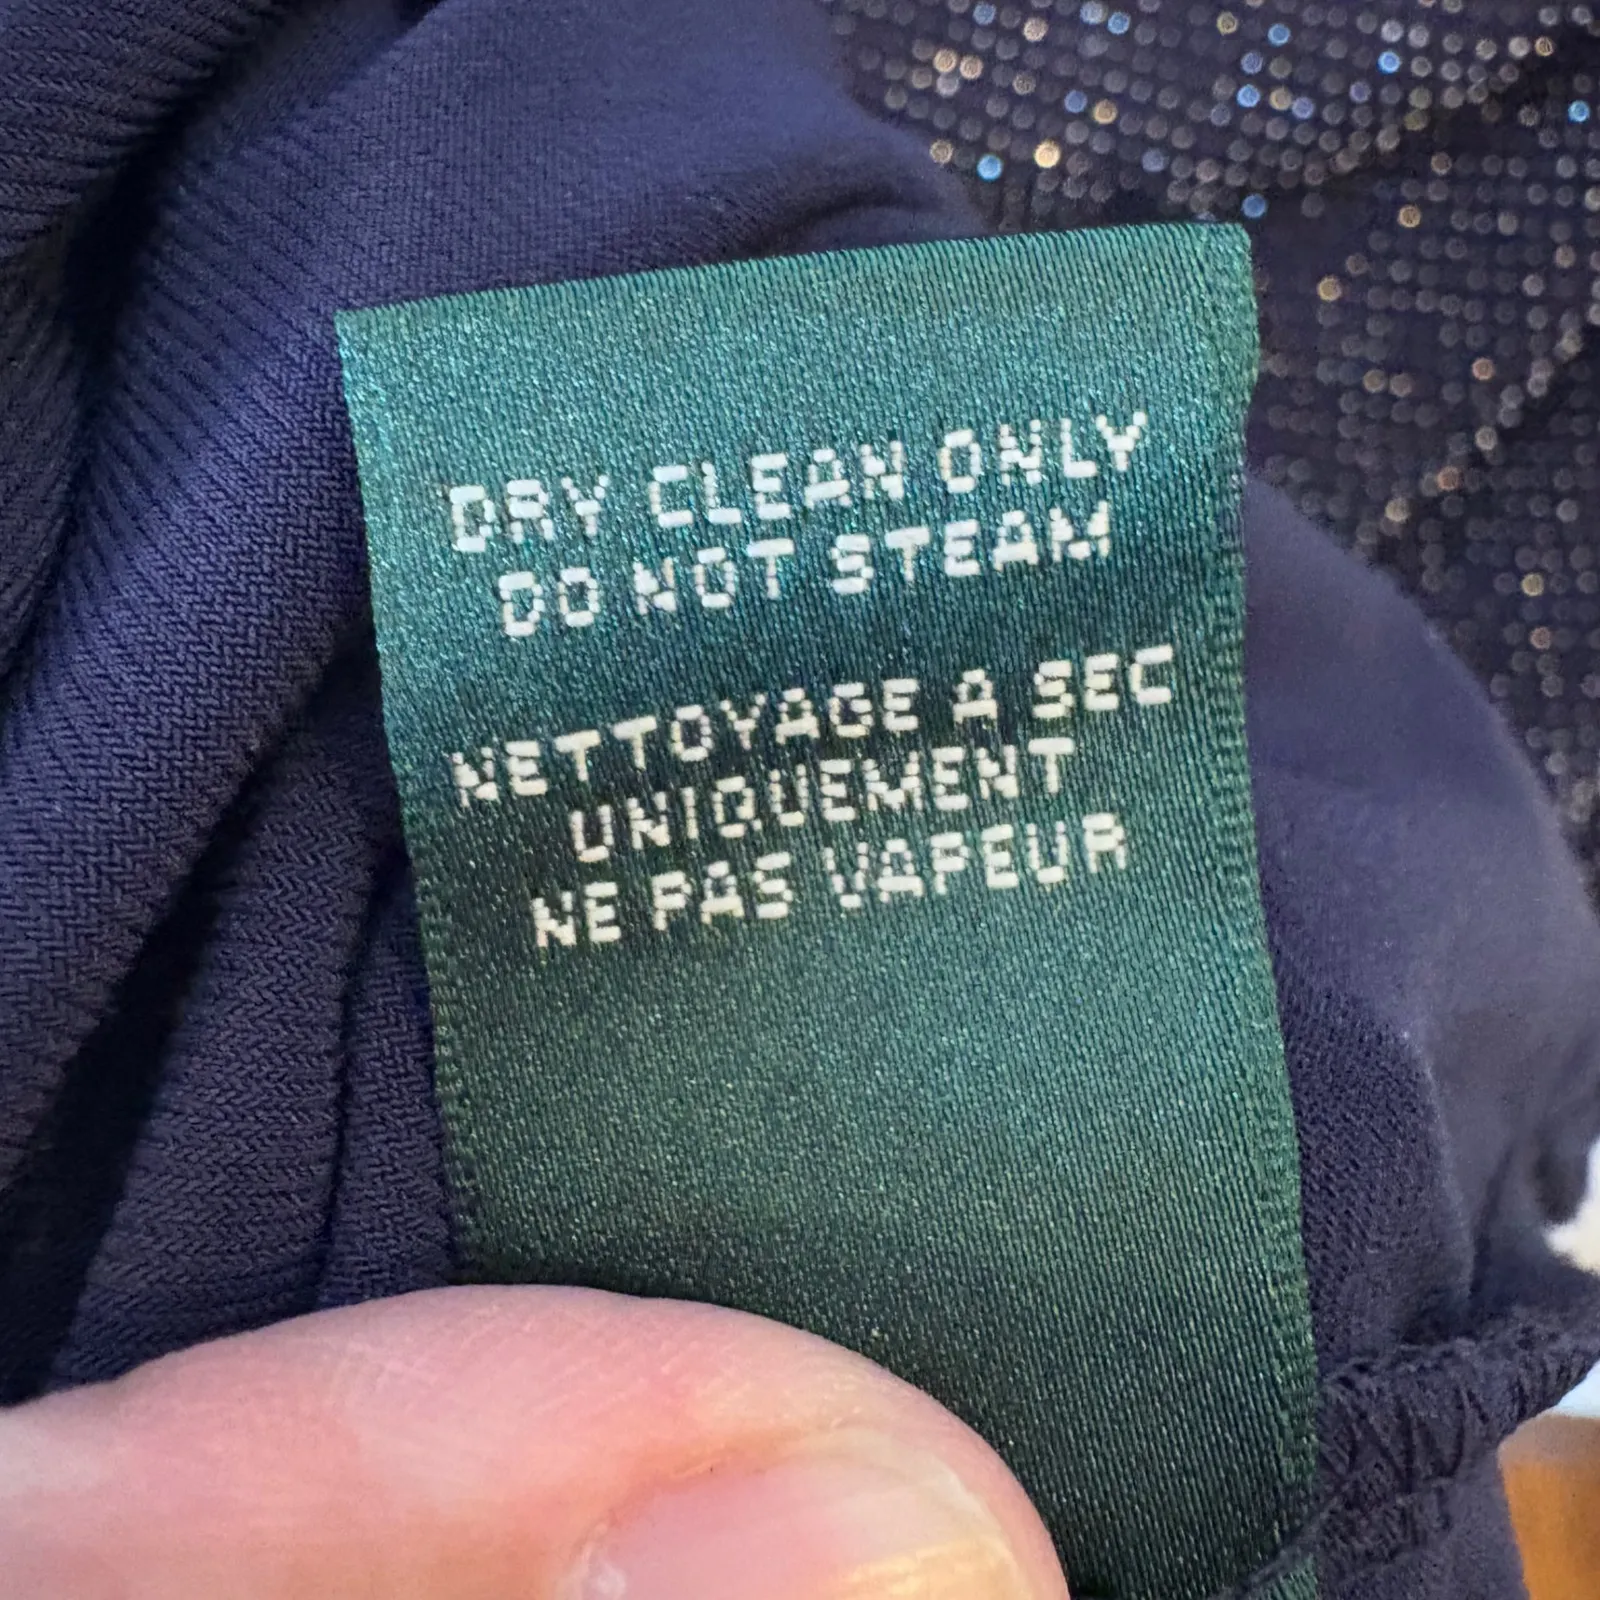 DRY CLEAN ONLY
DO NOT STEAM
NETTOYAGE A SEC
UNIQUEMENT
NE PAS VAPEUR